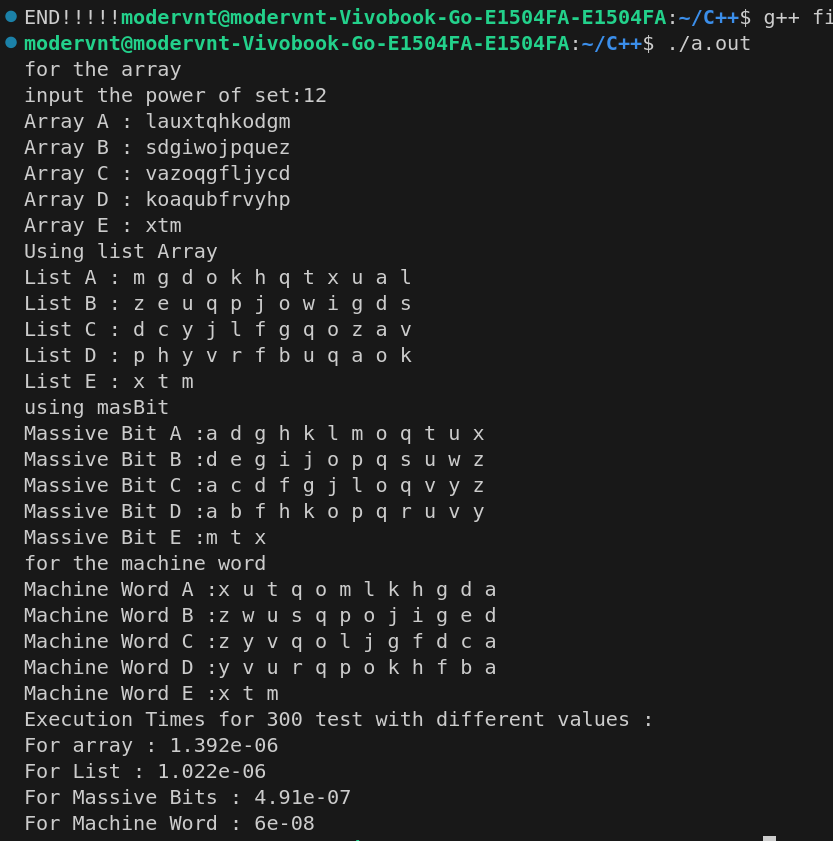 END!!!!!modervnt@modervnt-Vivobook-Go-E1504FA-E1504FA:~/C++$ g++ fi
modervnt@modervnt-Vivobook-Go-E1504FA-E1504FA:~/C++$ ./a.out
for the array
input the power of set:12
Array A : lauxtqhkodgm
Array B : sdgiwojpquez
Array C : vazoqgfljycd
Array D : koaqubfrvyhp
Array E : xtm
Using list Array
List A : m g d o k h q t x u a l
List B : z e u q p j o w i g d s
List C : d c y j l f g q o z a v
List D : p h y v r f b u q a o k
List E : x t m
using masBit
Massive Bit A :a d g h k l m o q t u x
Massive Bit B :d e g i j o p q s u w z
Massive Bit C :a c d f g j l o q v y z
Massive Bit D :a b f h k o p q r u v y
Massive Bit E :m t x
for the machine word
Machine Word A :x u t q o m l k h g d a
Machine Word B :z w u s q p o j i g e d
Machine Word C :z y v q o l j g f d c a
Machine Word D :y v u r q p o k h f b a
Machine Word E :x t m
Execution Times for 300 test with different values :
For array : 1.392e-06
For List : 1.022e-06
For Massive Bits : 4.91e-07
For Machine Word : 6e-08